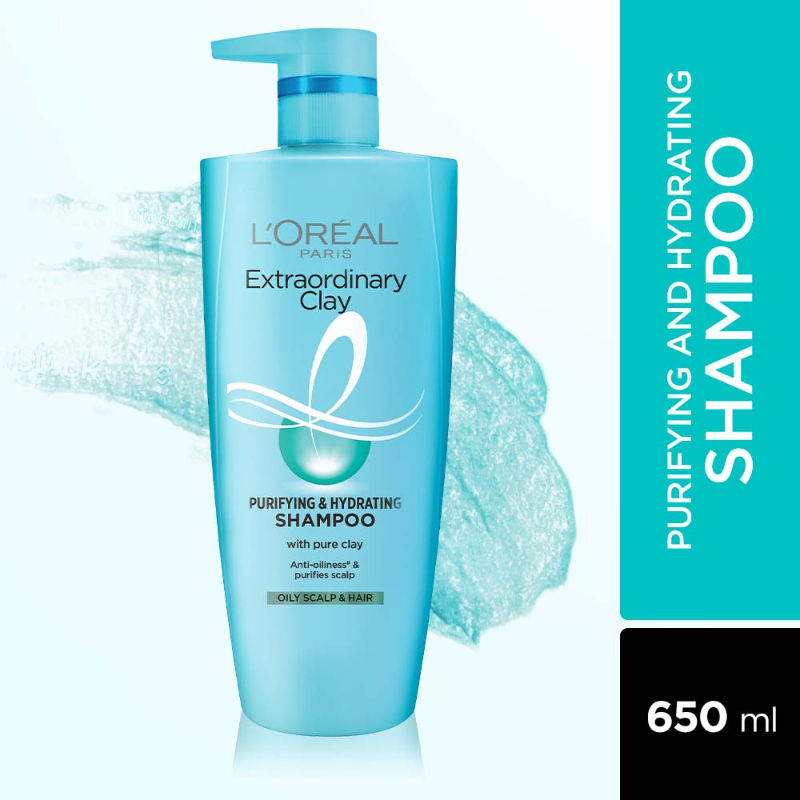 L'ORÉAL
PARIS
Extraordinary
Clay
PURIFYING & HYDRATING
SHAMPOO
with pure clay
Anti-oiliness# &
purifies scalp
OILY SCALP & HAIR
PURIFYING AND HYDRATING
SHAMPOO
650 ml